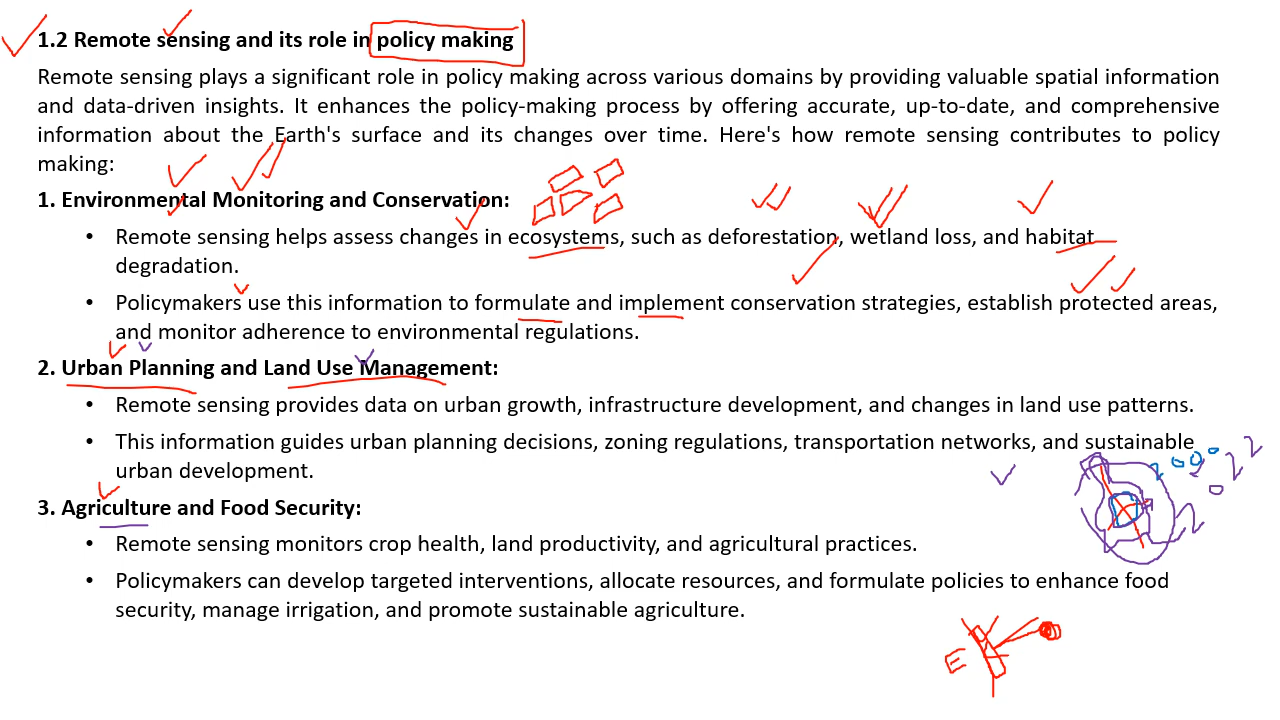 1.2 Remote sensing and its role in policy making
Remote sensing plays a significant role in policy making across various domains by providing valuable spatial information
and data-driven insights. It enhances the policy-making process by offering accurate, up-to-date, and comprehensive
information about the Earth's surface and its changes over time. Here's how remote sensing contributes to policy
making:
1. Environmental Monitoring and Conservation:
• Remote sensing helps assess changes in ecosystems, such as deforestation, wetland loss, and habitat
degradation.
• Policymakers use this information to formulate and implement conservation strategies, establish protected areas,
and monitor adherence to environmental regulations.
2. Urban Planning and Land Use Management:
• Remote sensing provides data on urban growth, infrastructure development, and changes in land use patterns.
• This information guides urban planning decisions, zoning regulations, transportation networks, and sustainable
urban development.
2000
2022
3. Agriculture and Food Security:
• Remote sensing monitors crop health, land productivity, and agricultural practices.
• Policymakers can develop targeted interventions, allocate resources, and formulate policies to enhance food
security, manage irrigation, and promote sustainable agriculture.
E